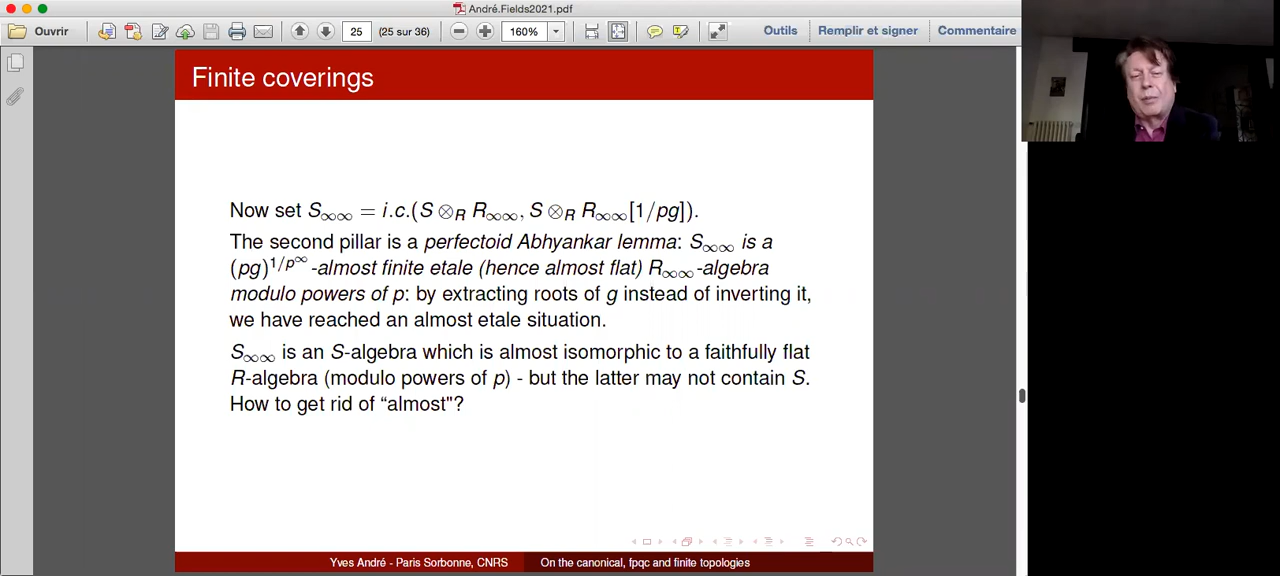 André.Fields2021.pdf
Ouvrir
25
(25 sur 36)
160%
Outils
Remplir et signer
Commentaire
Finite coverings
Now set S∞∞ = i.c.(S ⊗R R∞∞, S ⊗R R∞∞[1/pg]).
The second pillar is a perfectoid Abhyankar lemma: S∞∞ is a
(pg)^{1/p^∞}-almost finite etale (hence almost flat) R∞∞-algebra
modulo powers of p: by extracting roots of g instead of inverting it,
we have reached an almost etale situation.
S∞∞ is an S-algebra which is almost isomorphic to a faithfully flat
R-algebra (modulo powers of p) - but the latter may not contain S.
How to get rid of “almost"?
Yves André - Paris Sorbonne, CNRS
On the canonical, fpqc and finite topologies